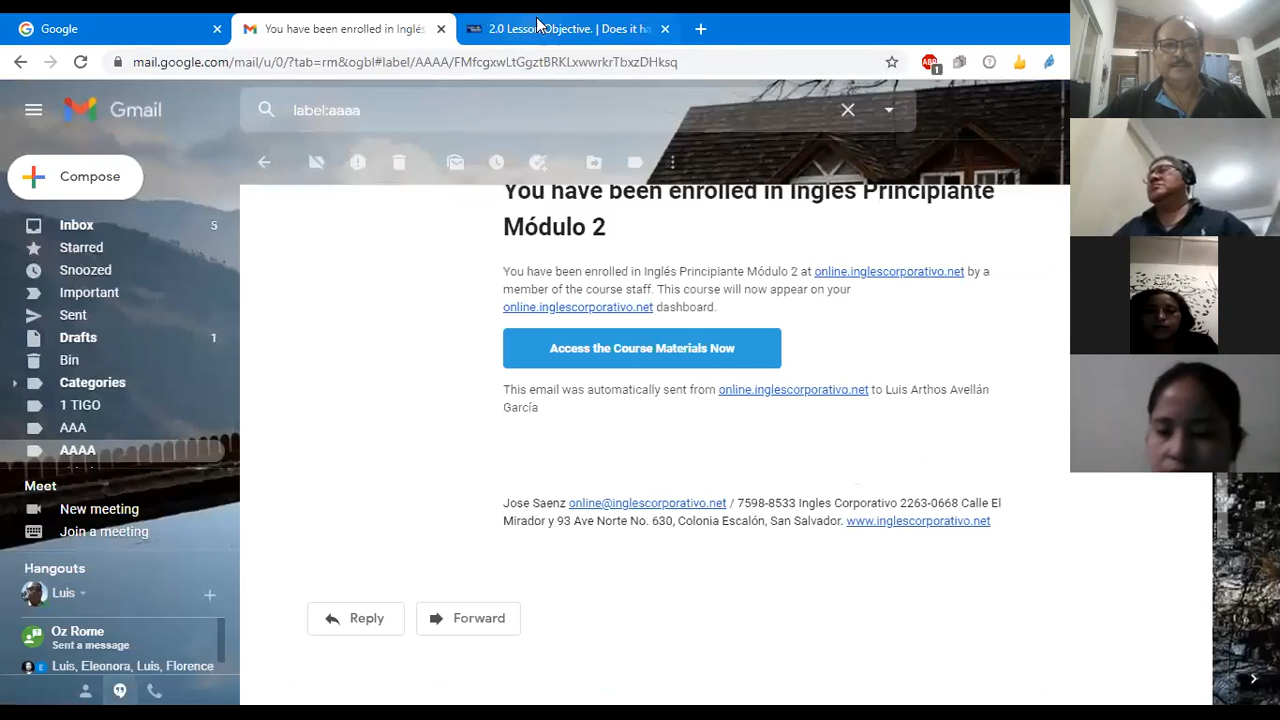 Google
You have been enrolled in Inglés
2.0 Lesson Objective. | Does it ha
mail.google.com/mail/u/0/?tab=rm&ogbl#label/AAAA/FMfcgxwLtGgztBRKLxwwrkrTbxzDHksq
ABP
1
Gmail
label:aaaa
Compose
Inbox 5
Starred
Snoozed
Important
Sent
Drafts 1
Bin
Categories
1 TIGO
AAA
AAAA
Meet
New meeting
Join a meeting
Hangouts
Luis
Oz Rome
Sent a message
Luis, Eleonora, Luis, Florence
You have been enrolled in Inglés Principiante
Módulo 2
You have been enrolled in Inglés Principiante Módulo 2 at online.inglescorporativo.net by a
member of the course staff. This course will now appear on your
online.inglescorporativo.net dashboard.
Access the Course Materials Now
This email was automatically sent from online.inglescorporativo.net to Luis Arthos Avellán
García
Jose Saenz online@inglescorporativo.net / 7598-8533 Ingles Corporativo 2263-0668 Calle El
Mirador y 93 Ave Norte No. 630, Colonia Escalón, San Salvador. www.inglescorporativo.net
Reply
Forward